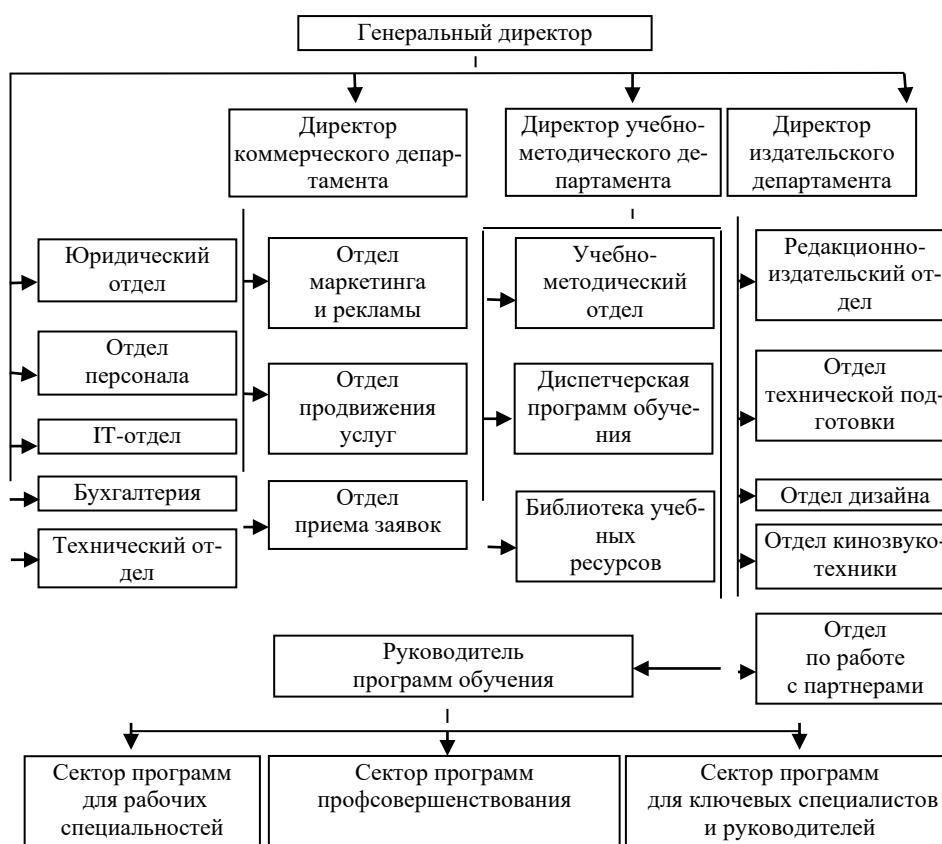 Генеральный директор
Директор
коммерческого депар-
тамента
Директор учебно-
методического де-
партамента
Директор
издательского
департамента
Юридический
отдел
Отдел
персонала
IT-отдел
Бухгалтерия
Технический от-
дел
Отдел
маркетинга
и рекламы
Отдел
продвижения
услуг
Отдел
приема заявок
Учебно-
методический
отдел
Диспетчерская
программ обуче-
ния
Библиотека учеб-
ных
ресурсов
Редакционно-
издательский от-
дел
Отдел
технической под-
готовки
Отдел дизайна
Отдел кинозвуко-
техники
Отдел
по работе
с партнерами
Руководитель
программ обучения
Сектор программ
для рабочих
специальностей
Сектор программ
профсовершенствования
Сектор программ
для ключевых специалистов
и руководителей